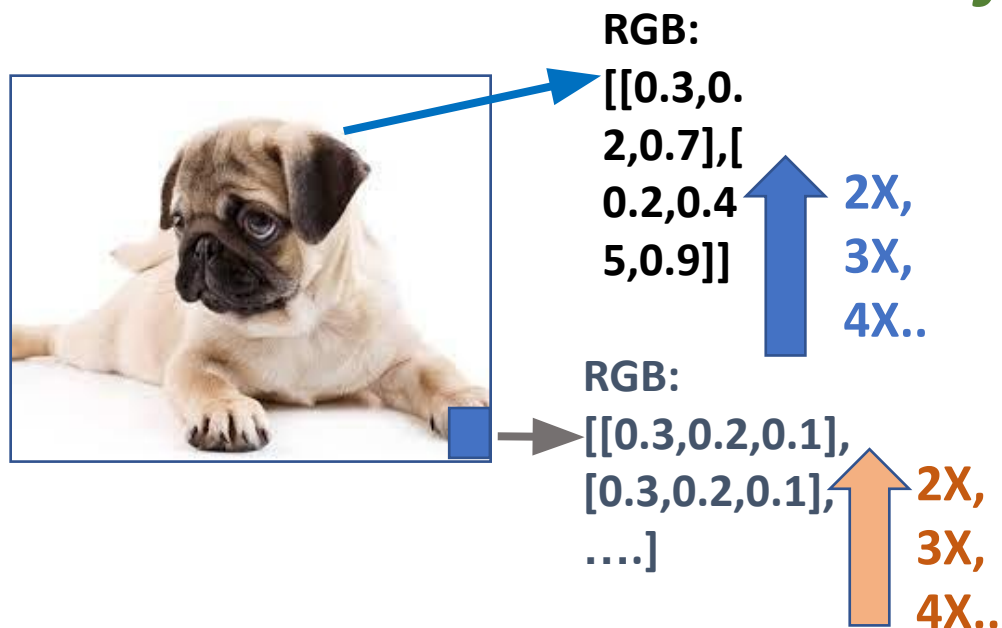 RGB:
[[0.3,0.
2,0.7],[
0.2,0.4
5,0.9]]
2X,
3X,
4X..
RGB:
[[0.3,0.2,0.1],
[0.3,0.2,0.1],
....]
2X,
3X,
4X..